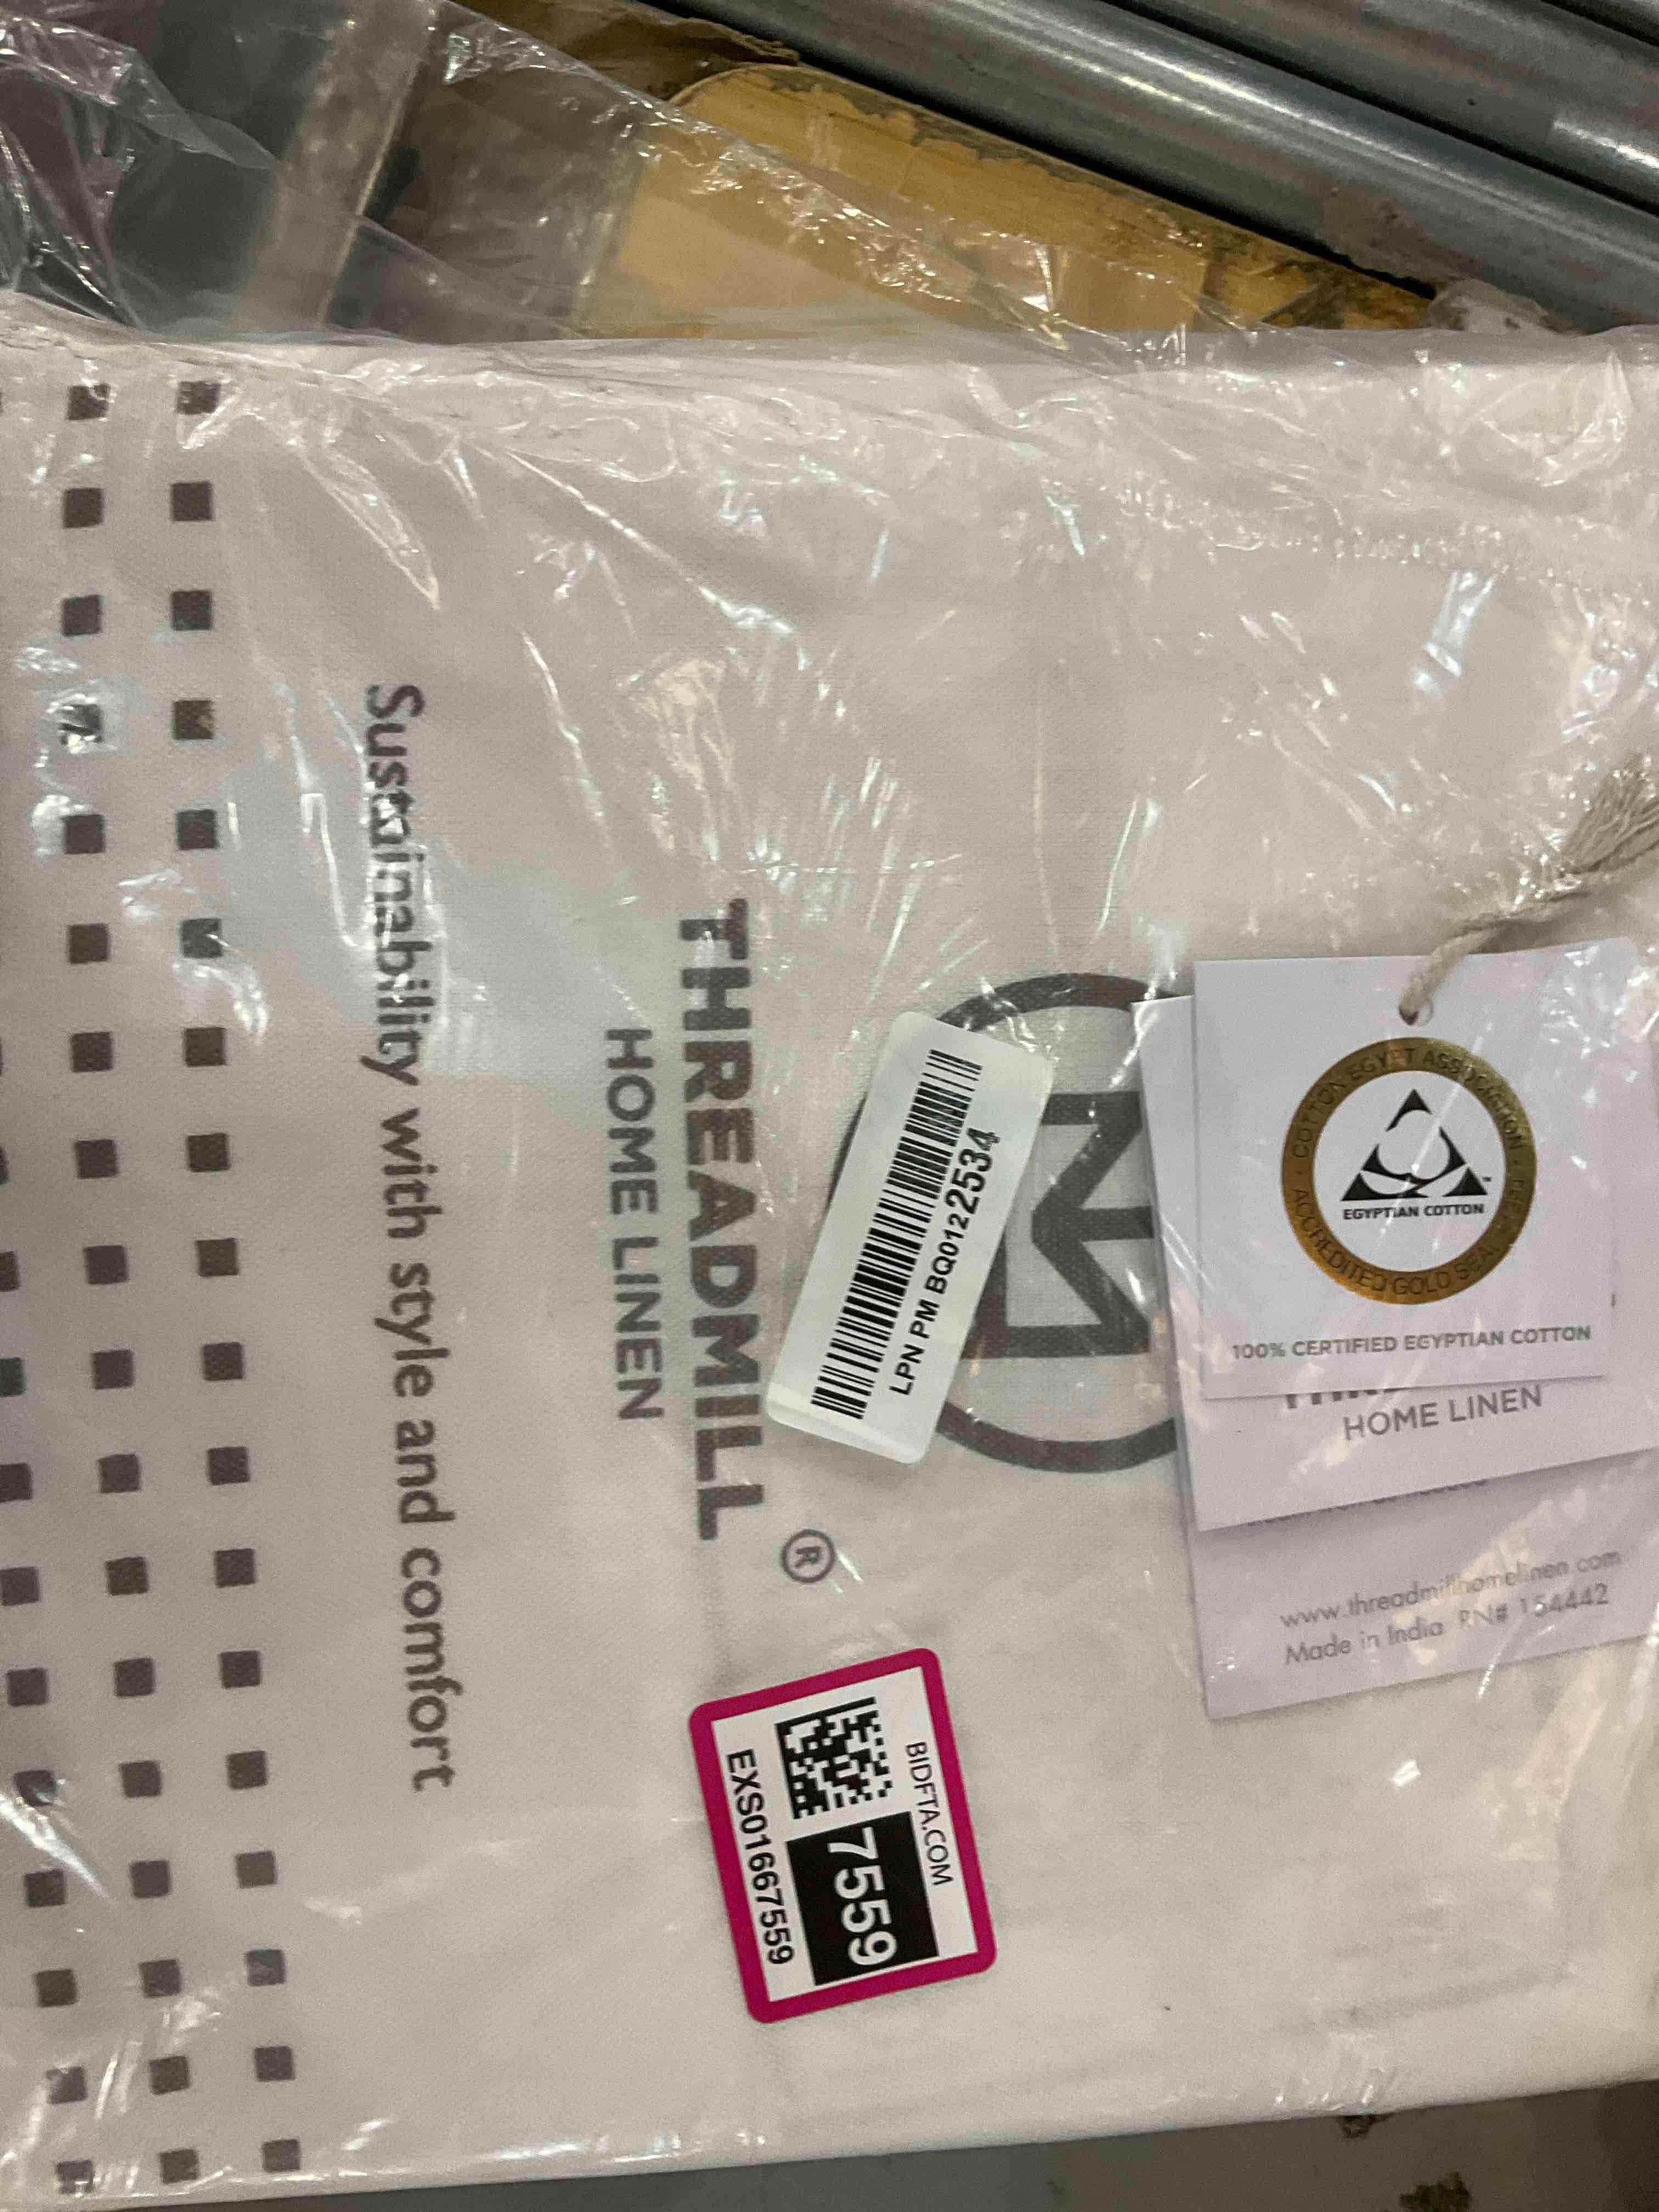 THREADMILL®
HOME LINEN
Sustainability with style and comfort
LPN PM BQ0122534
COTTON EGYPT ASSOCIATION
EGYPTIAN COTTON™
ACCREDITED GOLD SEAL
100% CERTIFIED EGYPTIAN COTTON
HOME LINEN
www.threadmillhomelinen.com
Made in India RN# 154442
BIDFTA.COM
7559
EXS01667559